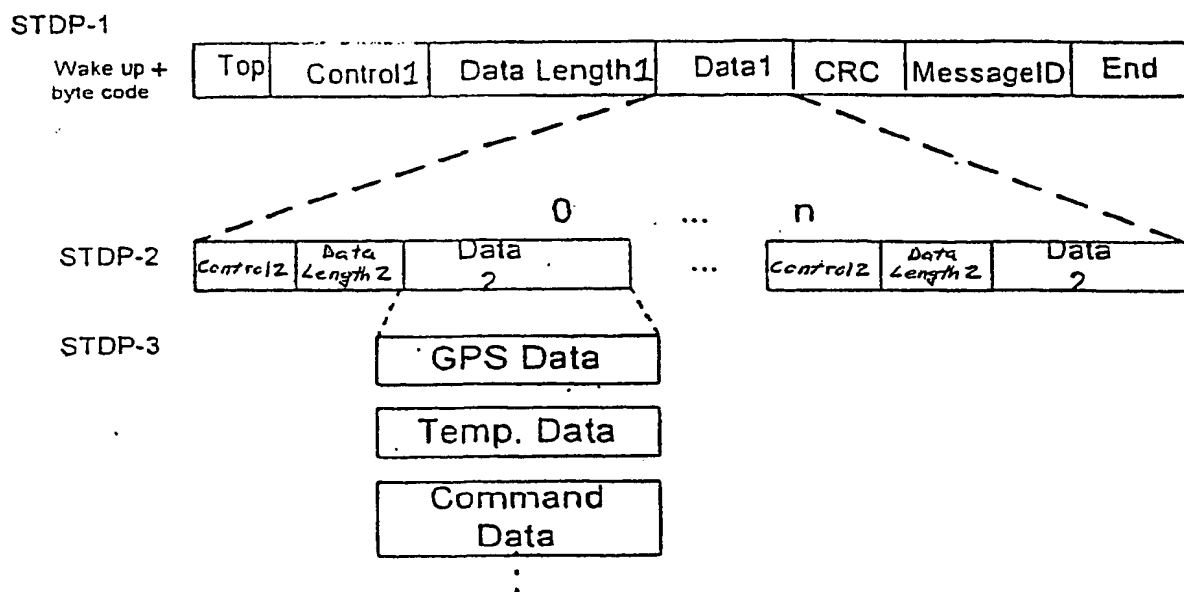 STDP-1
Wake up +
byte code
Top Control1 Data Length1 Data1 CRC MessageID End
0 ... n
STDP-2
Control2 Data Length2 Data 2 ... Control2 Data Length2 Data 2
STDP-3
GPS Data
Temp. Data
Command
Data